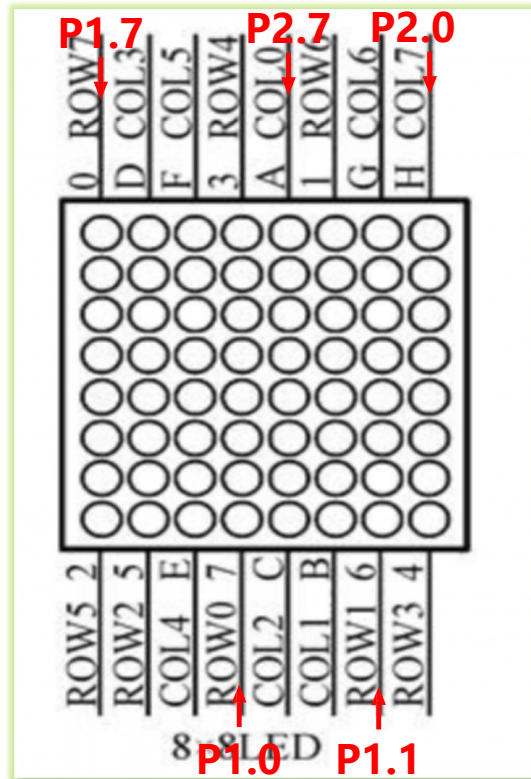 P1.7 P2.7 P2.0
0 ROW7
D COL3
F COL5
3 ROW4
A COL0
1 ROW6
G COL6
H COL7
ROW5 2
ROW2 5
COL4 E
ROW0 7
COL2 C
COL1 B
ROW1 6
ROW3 4
8×8LED
P1.0 P1.1